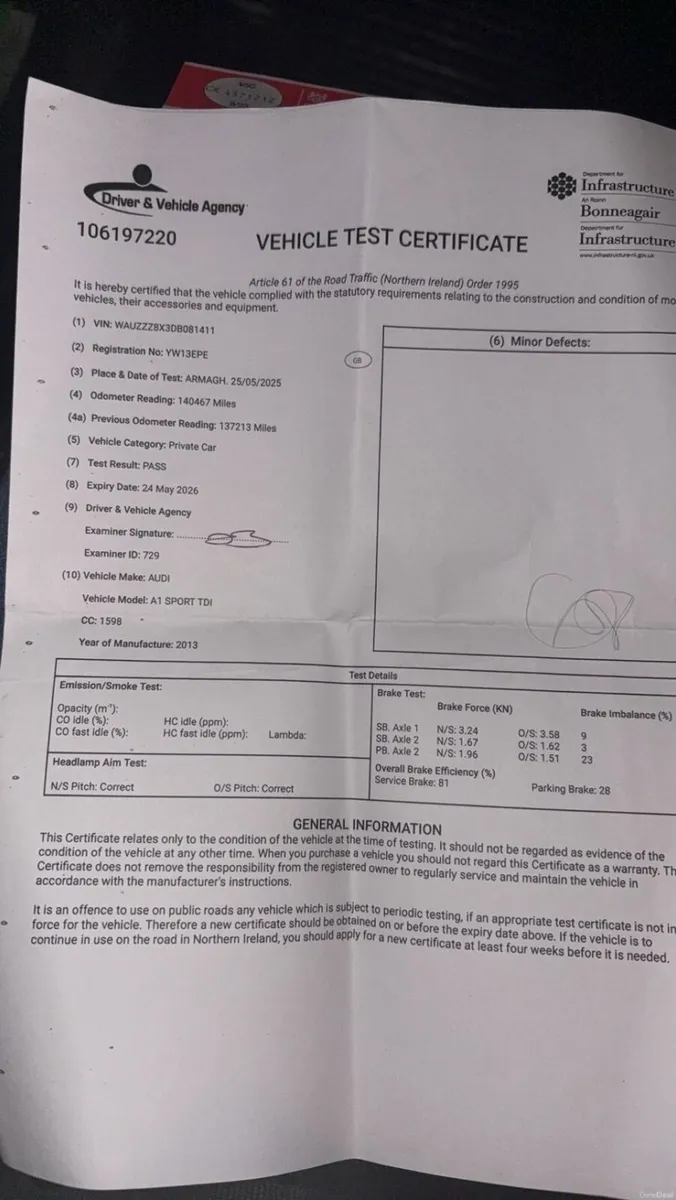 Driver & Vehicle Agency
Department for
Infrastructure
An Roinn
Bonneagair
Depairtment fur
Infrastructure
www.infrastructure-ni.gov.uk
106197220
VEHICLE TEST CERTIFICATE
Article 61 of the Road Traffic (Northern Ireland) Order 1995
It is hereby certified that the vehicle complied with the statutory requirements relating to the construction and condition of mo
vehicles, their accessories and equipment.
(1) VIN: WAUZZZ8X3DB081411
(2) Registration No: YW13EPE
GB
(3) Place & Date of Test: ARMAGH. 25/05/2025
(4) Odometer Reading: 140467 Miles
(4a) Previous Odometer Reading: 137213 Miles
(5) Vehicle Category: Private Car
(7) Test Result: PASS
(8) Expiry Date: 24 May 2026
(9) Driver & Vehicle Agency
Examiner Signature:
Examiner ID: 729
(10) Vehicle Make: AUDI
Vehicle Model: A1 SPORT TDI
CC: 1598
Year of Manufacture: 2013
(6) Minor Defects:
Test Details
Emission/Smoke Test:
Opacity (m⁻¹):
CO idle (%): HC idle (ppm):
CO fast idle (%): HC fast idle (ppm): Lambda:
Headlamp Aim Test:
N/S Pitch: Correct O/S Pitch: Correct
Brake Test:
Brake Force (KN) Brake Imbalance (%)
SB. Axle 1 N/S: 3.24 O/S: 3.58 9
SB. Axle 2 N/S: 1.67 O/S: 1.62 3
PB. Axle 2 N/S: 1.96 O/S: 1.51 23
Overall Brake Efficiency (%)
Service Brake: 81 Parking Brake: 28
GENERAL INFORMATION
This Certificate relates only to the condition of the vehicle at the time of testing. It should not be regarded as evidence of the
condition of the vehicle at any other time. When you purchase a vehicle you should not regard this Certificate as a warranty. Th
Certificate does not remove the responsibility from the registered owner to regularly service and maintain the vehicle in
accordance with the manufacturer's instructions.
It is an offence to use on public roads any vehicle which is subject to periodic testing, if an appropriate test certificate is not in
force for the vehicle. Therefore a new certificate should be obtained on or before the expiry date above. If the vehicle is to
continue in use on the road in Northern Ireland, you should apply for a new certificate at least four weeks before it is needed.
DoneDeal